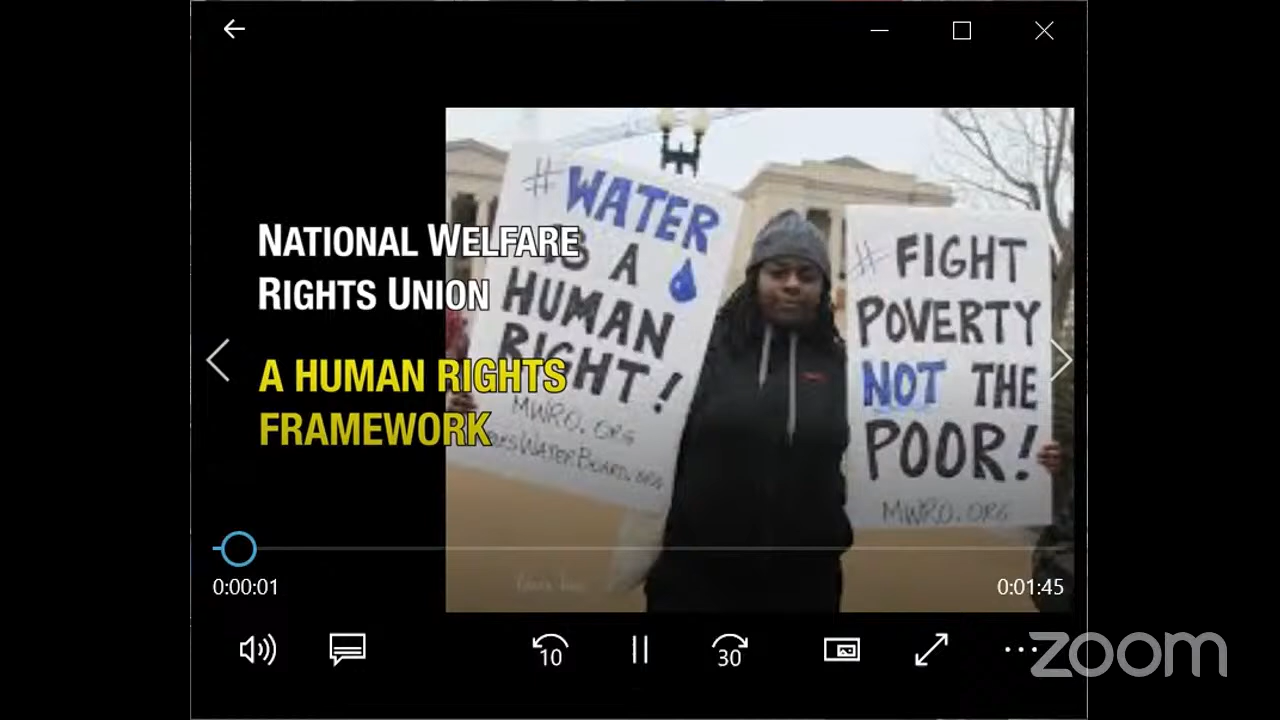 NATIONAL WELFARE
RIGHTS UNION
A HUMAN RIGHTS
FRAMEWORK
#WATER
IS A
HUMAN
RIGHT!
MWRO.ORG
# FIGHT
POVERTY
NOT THE
POOR!
MWRO.ORG
0:00:01
0:01:45
10
30
zoom